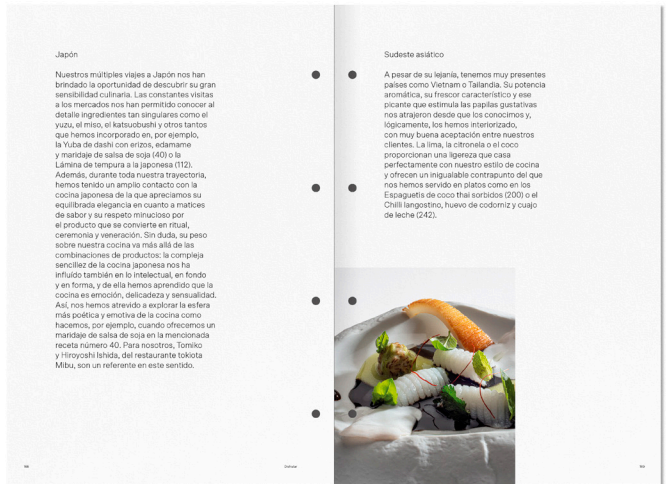 Japón
Nuestros múltiples viajes a Japón nos han
brindado la oportunidad de descubrir su gran
sensibilidad culinaria. Las constantes visitas
a los mercados nos han permitido conocer al
detalle ingredientes tan singulares como el
yuzu, el miso, el katsuobushi y otros tantos
que hemos incorporado en, por ejemplo,
la Yuba de dashi con erizos, edamame
y maridaje de salsa de soja (40) o la
Lámina de tempura a la japonesa (112).
Además, durante toda nuestra trayectoria,
hemos tenido un amplio contacto con la
cocina japonesa de la que apreciamos su
equilibrada elegancia en cuanto a matices
de sabor y su respeto minucioso por
el producto que se convierte en ritual,
ceremonia y veneración. Sin duda, su peso
sobre nuestra cocina va más allá de las
combinaciones de productos: la compleja
sencillez de la cocina japonesa nos ha
influido también en lo intelectual, en fondo
y en forma, y de ella hemos aprendido que la
cocina es emoción, delicadeza y sensualidad.
Así, nos hemos atrevido a explorar la esfera
más poética y emotiva de la cocina como
hacemos, por ejemplo, cuando ofrecemos un
maridaje de salsa de soja en la mencionada
receta número 40. Para nosotros, Tomiko
y Hiroyoshi Ishida, del restaurante tokiota
Mibu, son un referente en este sentido.
Sudeste asiático
A pesar de su lejanía, tenemos muy presentes
países como Vietnam o Tailandia. Su potencia
aromática, su frescor característico y ese
picante que estimula las papilas gustativas
nos atrajeron desde que los conocimos y,
lógicamente, los hemos interiorizado,
con muy buena aceptación entre nuestros
clientes. La lima, la citronela o el coco
proporcionan una ligereza que casa
perfectamente con nuestro estilo de cocina
y ofrecen un inigualable contrapunto del que
nos hemos servido en platos como en los
Espaguetis de coco thai sorbidos (200) o el
Chilli langostino, huevo de codorniz y cuajo
de leche (242).